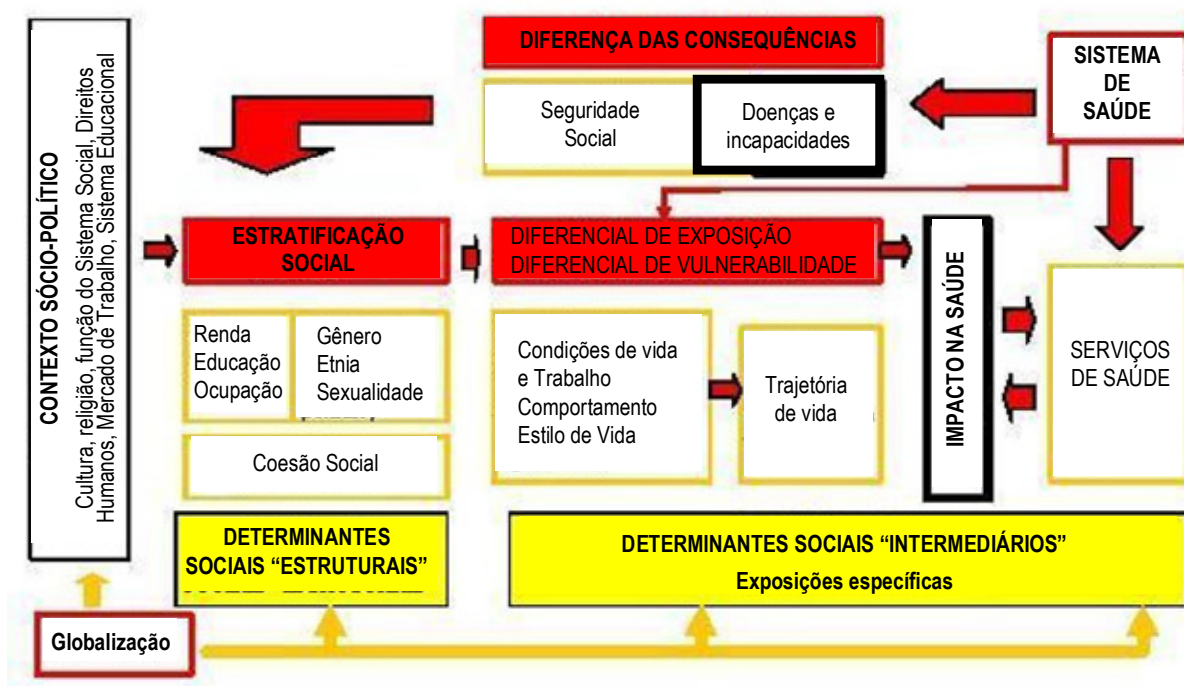 CONTEXTO SÓCIO-POLÍTICO
Cultura, religião, função do Sistema Social, Direitos
Humanos, Mercado de Trabalho, Sistema Educacional
DIFERENÇA DAS CONSEQUÊNCIAS
Seguridade
Social
Doenças e
incapacidades
SISTEMA
DE
SAÚDE
ESTRATIFICAÇÃO
SOCIAL
DIFERENCIAL DE EXPOSIÇÃO
DIFERENCIAL DE VULNERABILIDADE
Renda
Educação
Ocupação
Gênero
Etnia
Sexualidade
Coesão Social
Condições de vida
e Trabalho
Comportamento
Estilo de Vida
Trajetória
de vida
IMPACTO NA SAÚDE
SERVIÇOS
DE SAÚDE
DETERMINANTES
SOCIAIS “ESTRUTURAIS”
DETERMINANTES SOCIAIS “INTERMEDIÁRIOS”
Exposições específicas
Globalização